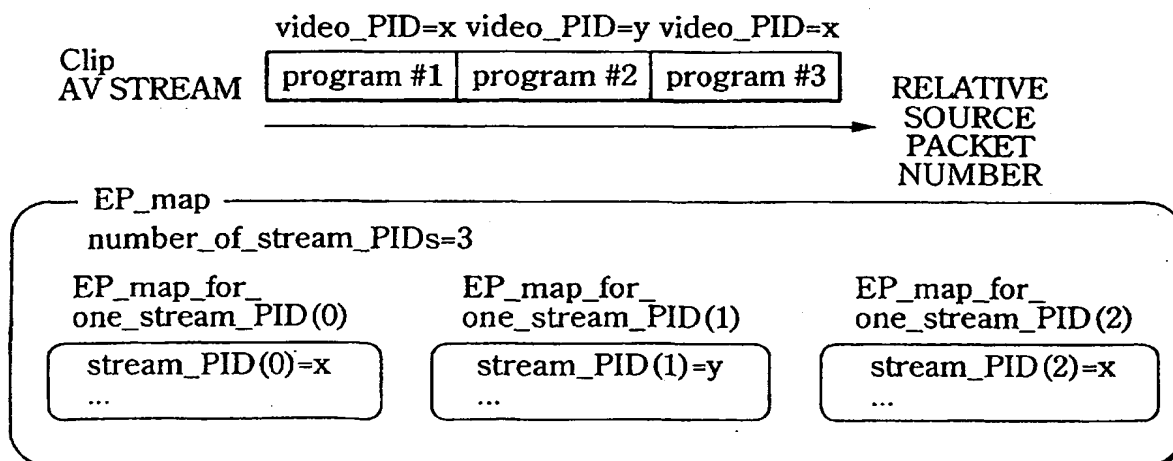 video_PID=x video_PID=y video_PID=x
Clip
AV STREAM
program #1 program #2 program #3
RELATIVE
SOURCE
PACKET
NUMBER
EP_map
number_of_stream_PIDs=3
EP_map_for_
one_stream_PID(0)
stream_PID(0)=x
...
EP_map_for_
one_stream_PID(1)
stream_PID(1)=y
...
EP_map_for_
one_stream_PID(2)
stream_PID(2)=x
...